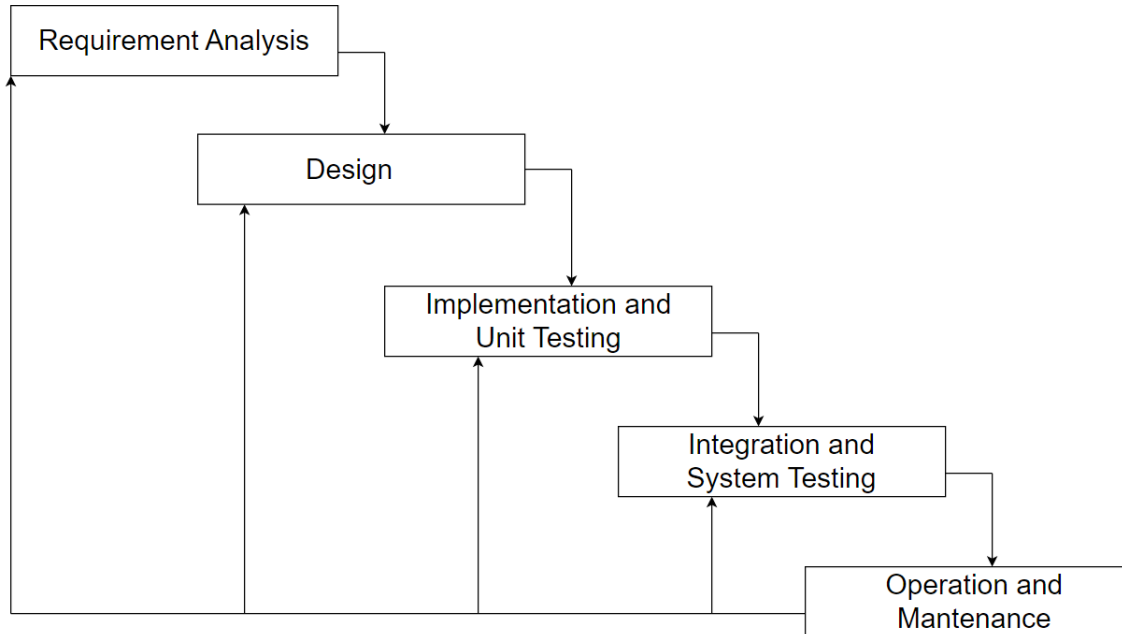 Requirement Analysis
Design
Implementation and
Unit Testing
Integration and
System Testing
Operation and
Mantenance